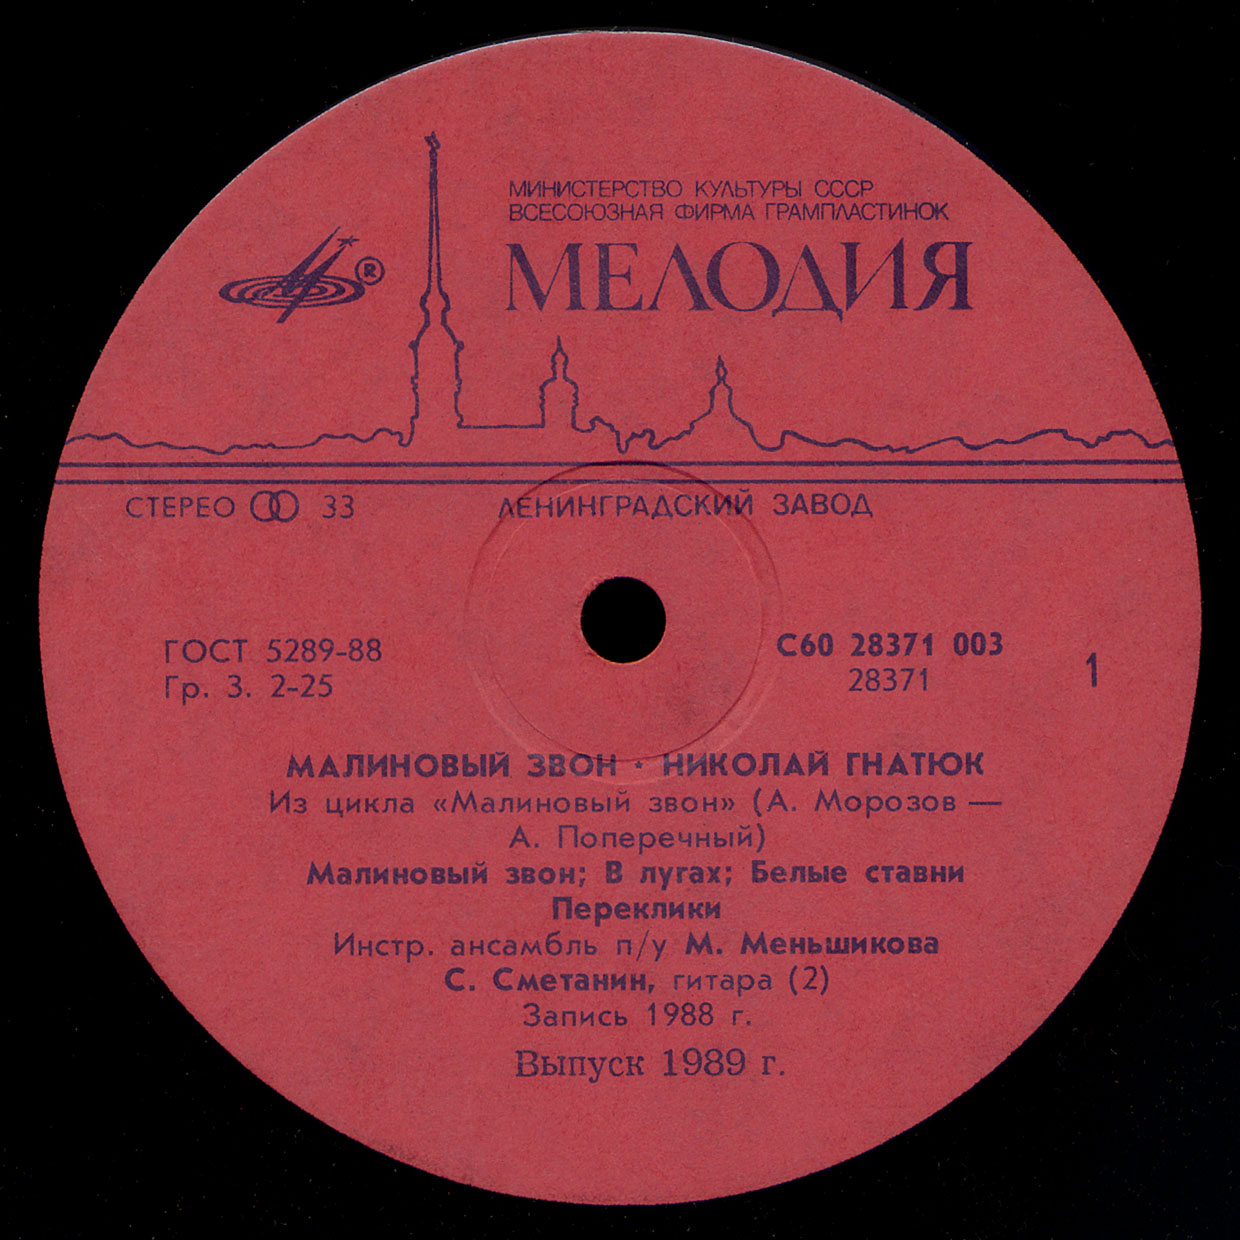 МИНИСТЕРСТВО КУЛЬТУРЫ СССР
ВСЕСОЮЗНАЯ ФИРМА ГРАМПЛАСТИНОК
МЕЛОДИЯ
®
СТЕРЕО 33
ЛЕНИНГРАДСКИЙ ЗАВОД
ГОСТ 5289-88
Гр. 3. 2-25
С60 28371 003
28371
1
МАЛИНОВЫЙ ЗВОН • НИКОЛАЙ ГНАТЮК
Из цикла «Малиновый звон» (А. Морозов —
А. Поперечный)
Малиновый звон; В лугах; Белые ставни
Переклики
Инстр. ансамбль п/у М. Меньшикова
С. Сметанин, гитара (2)
Запись 1988 г.
Выпуск 1989 г.